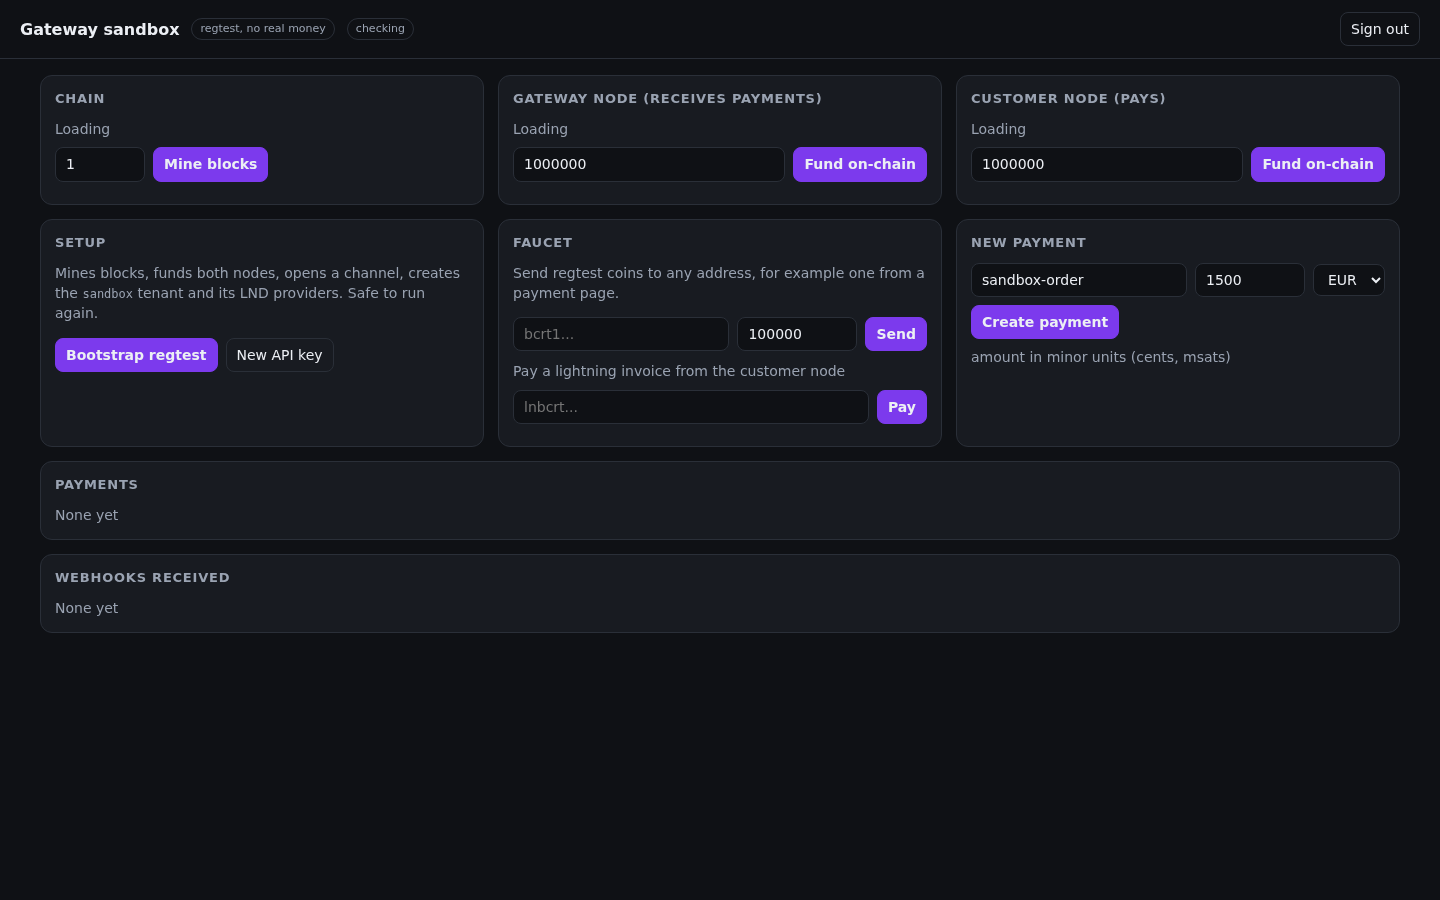 Gateway sandbox
regtest, no real money
checking
Sign out
CHAIN
Loading
1
Mine blocks
GATEWAY NODE (RECEIVES PAYMENTS)
Loading
1000000
Fund on-chain
CUSTOMER NODE (PAYS)
Loading
1000000
Fund on-chain
SETUP
Mines blocks, funds both nodes, opens a channel, creates
the sandbox tenant and its LND providers. Safe to run
again.
Bootstrap regtest
New API key
FAUCET
Send regtest coins to any address, for example one from a
payment page.
bcrt1...
100000
Send
Pay a lightning invoice from the customer node
lnbcrt...
Pay
NEW PAYMENT
sandbox-order
1500
EUR
Create payment
amount in minor units (cents, msats)
PAYMENTS
None yet
WEBHOOKS RECEIVED
None yet